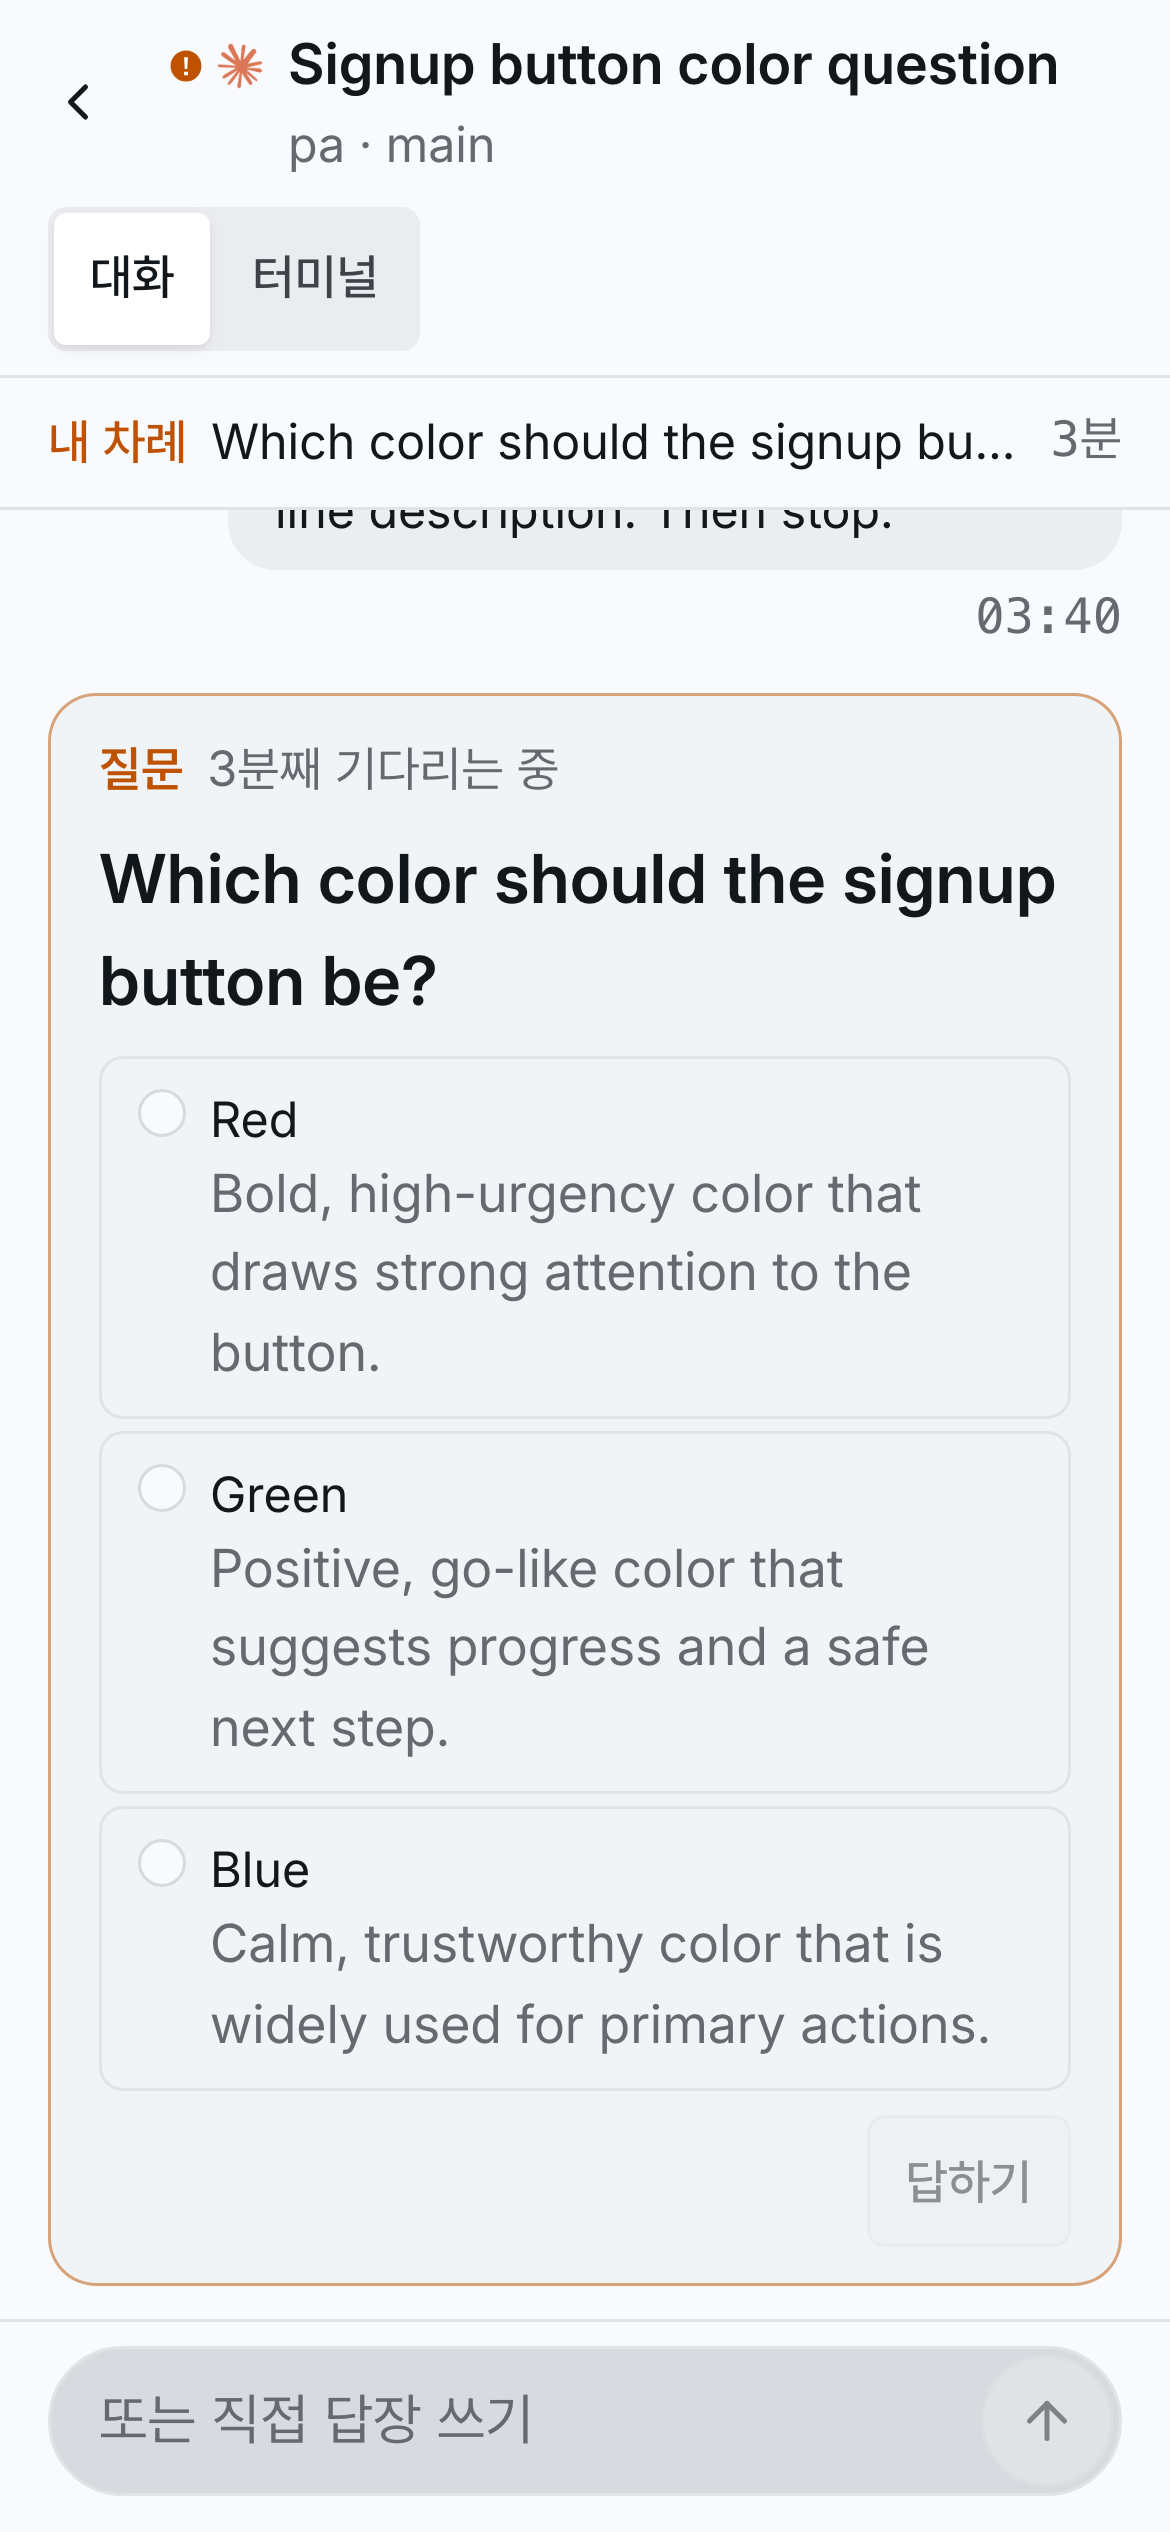 Signup button color question
pa · main
대화 터미널
내 차례 Which color should the signup bu... 3분
line description. Then stop.
03:40
질문 3분째 기다리는 중
Which color should the signup
button be?
Red
Bold, high-urgency color that
draws strong attention to the
button.
Green
Positive, go-like color that
suggests progress and a safe
next step.
Blue
Calm, trustworthy color that is
widely used for primary actions.
답하기
또는 직접 답장 쓰기